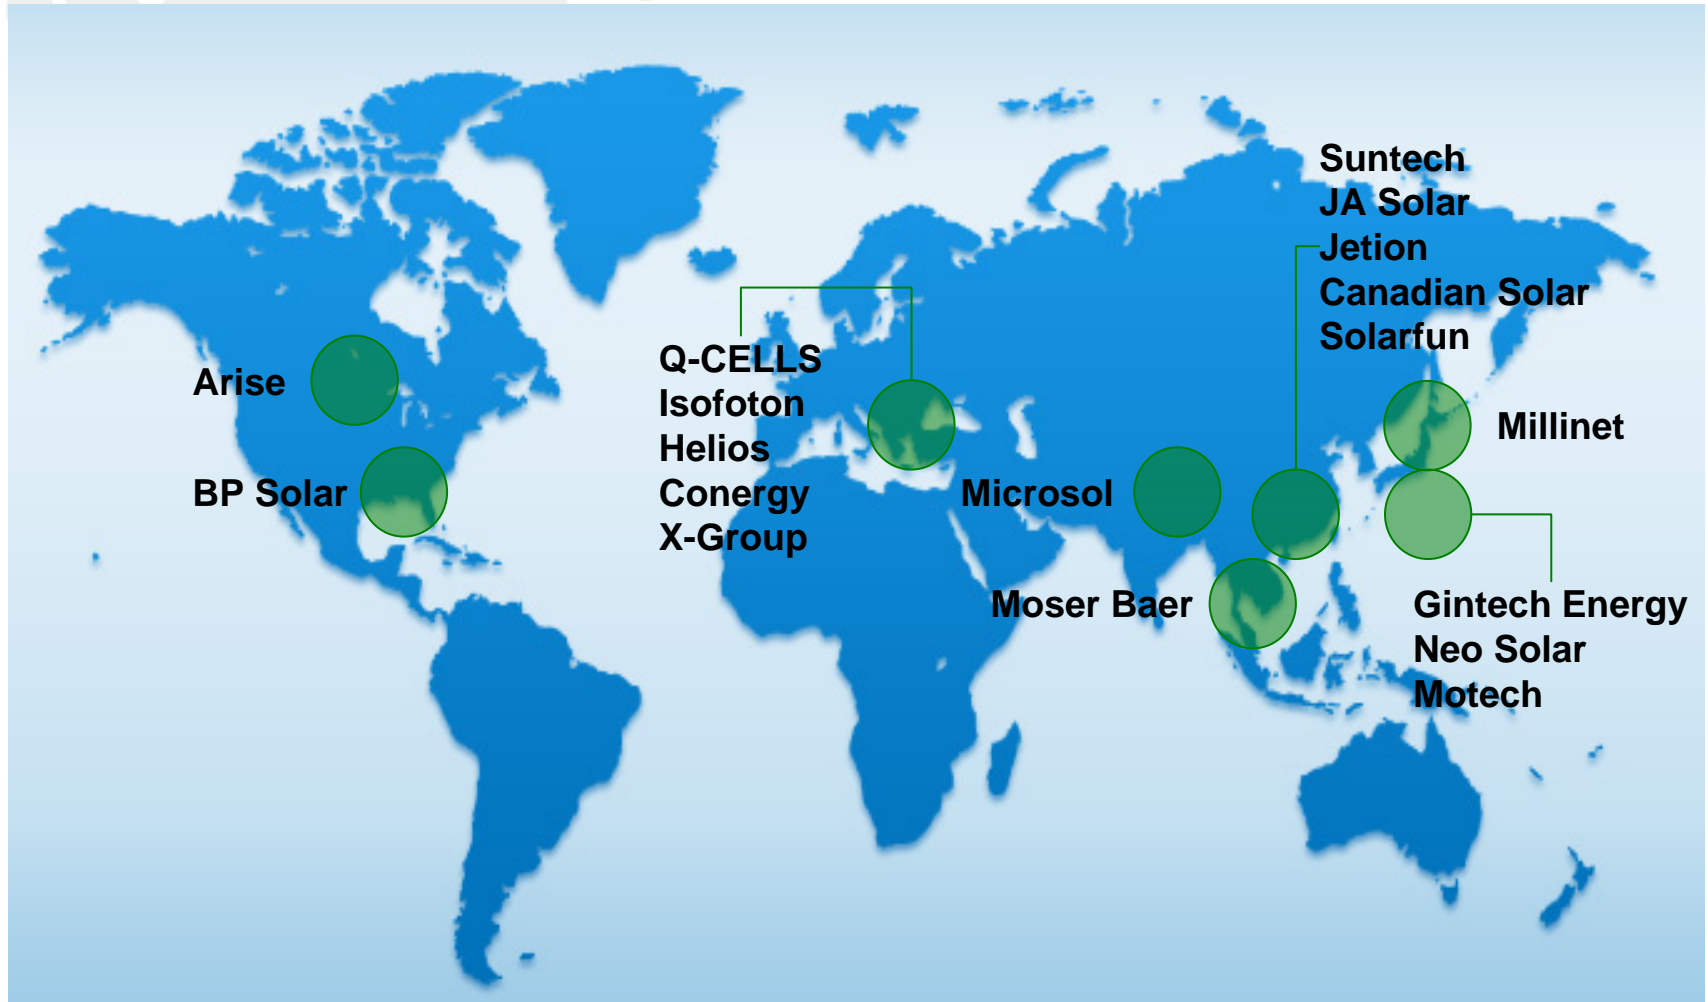 Suntech
JA Solar
Jetion
Canadian Solar
Solarfun
Q-CELLS
Isofoton
Helios
Conergy
X-Group
Arise
BP Solar
Microsol
Moser Baer
Millinet
Gintech Energy
Neo Solar
Motech